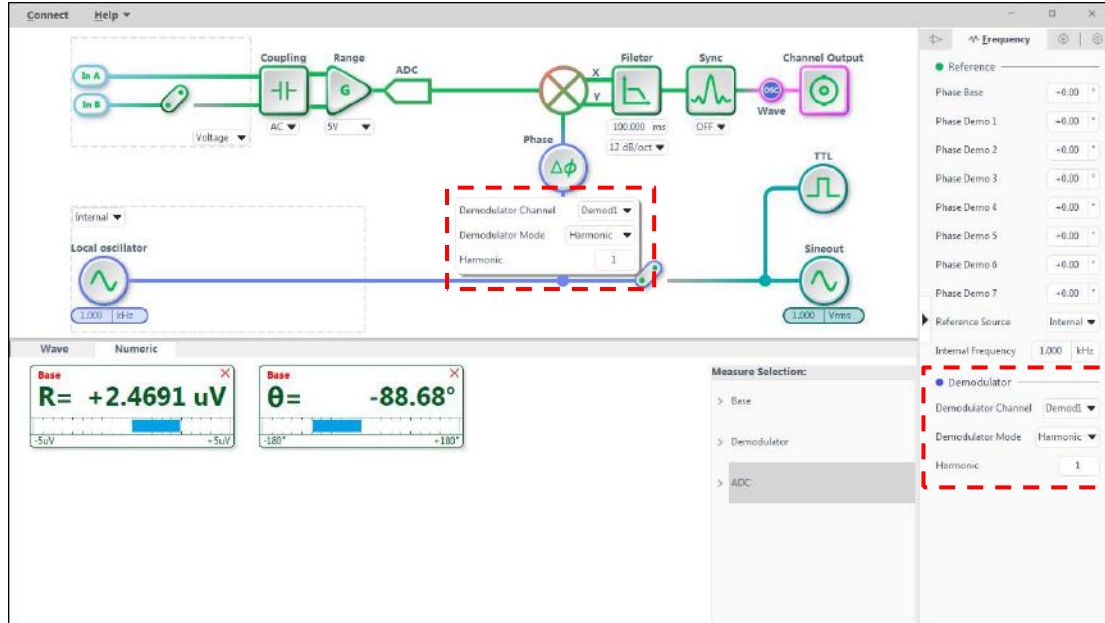 Connect Help
Coupling Range ADC Fileter Sync Channel Output
In A
In B
X
Y
G
OSC
Wave
AC 5V 100.000 ms OFF
Voltage Phase 12 dB/oct
Δϕ
TTL
Demodulator Channel Demod1
Internal
Demodulator Mode Harmonic
Local oscillator Harmonic 1 Sineout
1.000 kHz 1.000 Vrms
Wave Numeric
Base
R= +2.4691 uV
-5uV +5uV
Base
θ= -88.68°
-180° +180°
Measure Selection:
> Base
> Demodulator
> ADC
Frequency
Reference
Phase Base +0.00 °
Phase Demo 1 +0.00 °
Phase Demo 2 +0.00 °
Phase Demo 3 +0.00 °
Phase Demo 4 +0.00 °
Phase Demo 5 +0.00 °
Phase Demo 6 +0.00 °
Phase Demo 7 +0.00 °
Reference Source Internal
Internal Frequency 1.000 kHz
Demodulator
Demodulator Channel Demod1
Demodulator Mode Harmonic
Harmonic 1